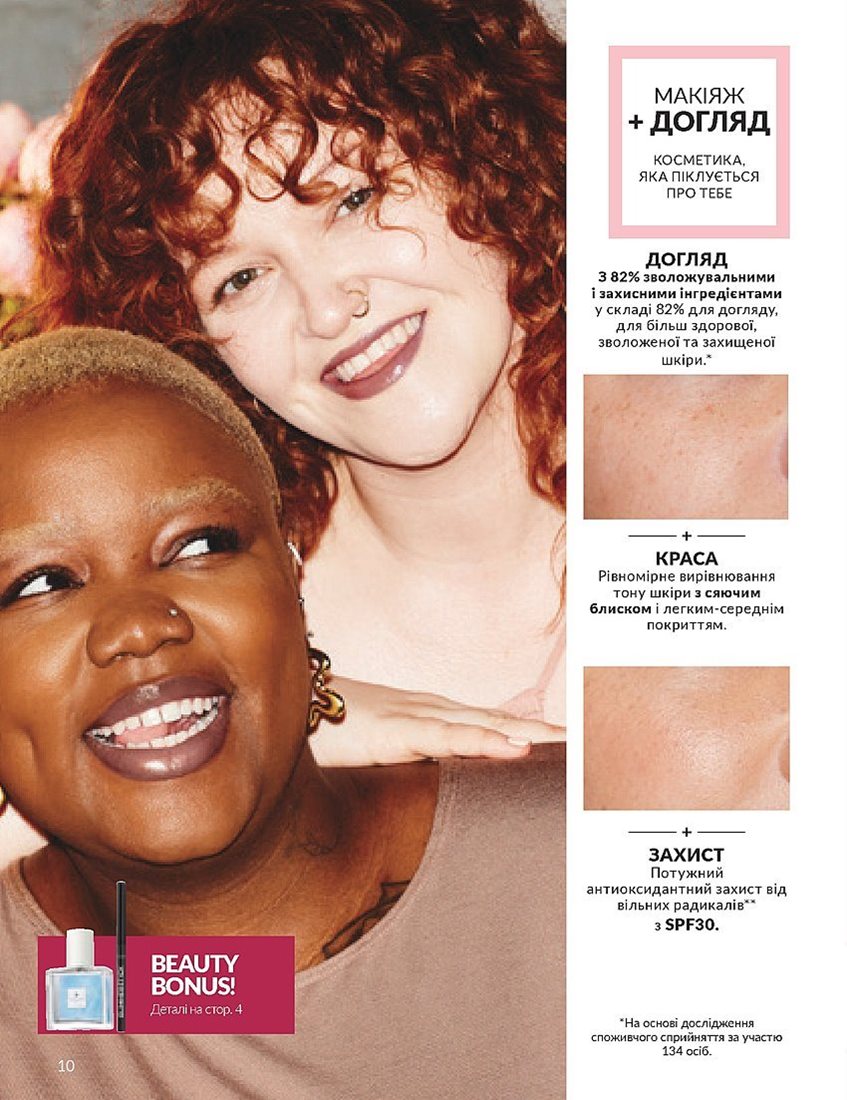 МАКІЯЖ
+ ДОГЛЯД
КОСМЕТИКА,
ЯКА ПІКЛУЄТЬСЯ
ПРО ТЕБЕ
ДОГЛЯД
З 82% зволожувальними
і захисними інгредієнтами
у складі 82% для догляду,
для більш здорової,
зволоженої та захищеної
шкіри.*
+
КРАСА
Рівномірне вирівнювання
тону шкіри з сяючим
блиском і легким-середнім
покриттям.
+
ЗАХИСТ
Потужний
антиоксидантний захист від
вільних радикалів**
з SPF30.
*На основі дослідження
споживчого сприйняття за участю
134 осіб.
BEAUTY
BONUS!
Деталі на стор. 4
10